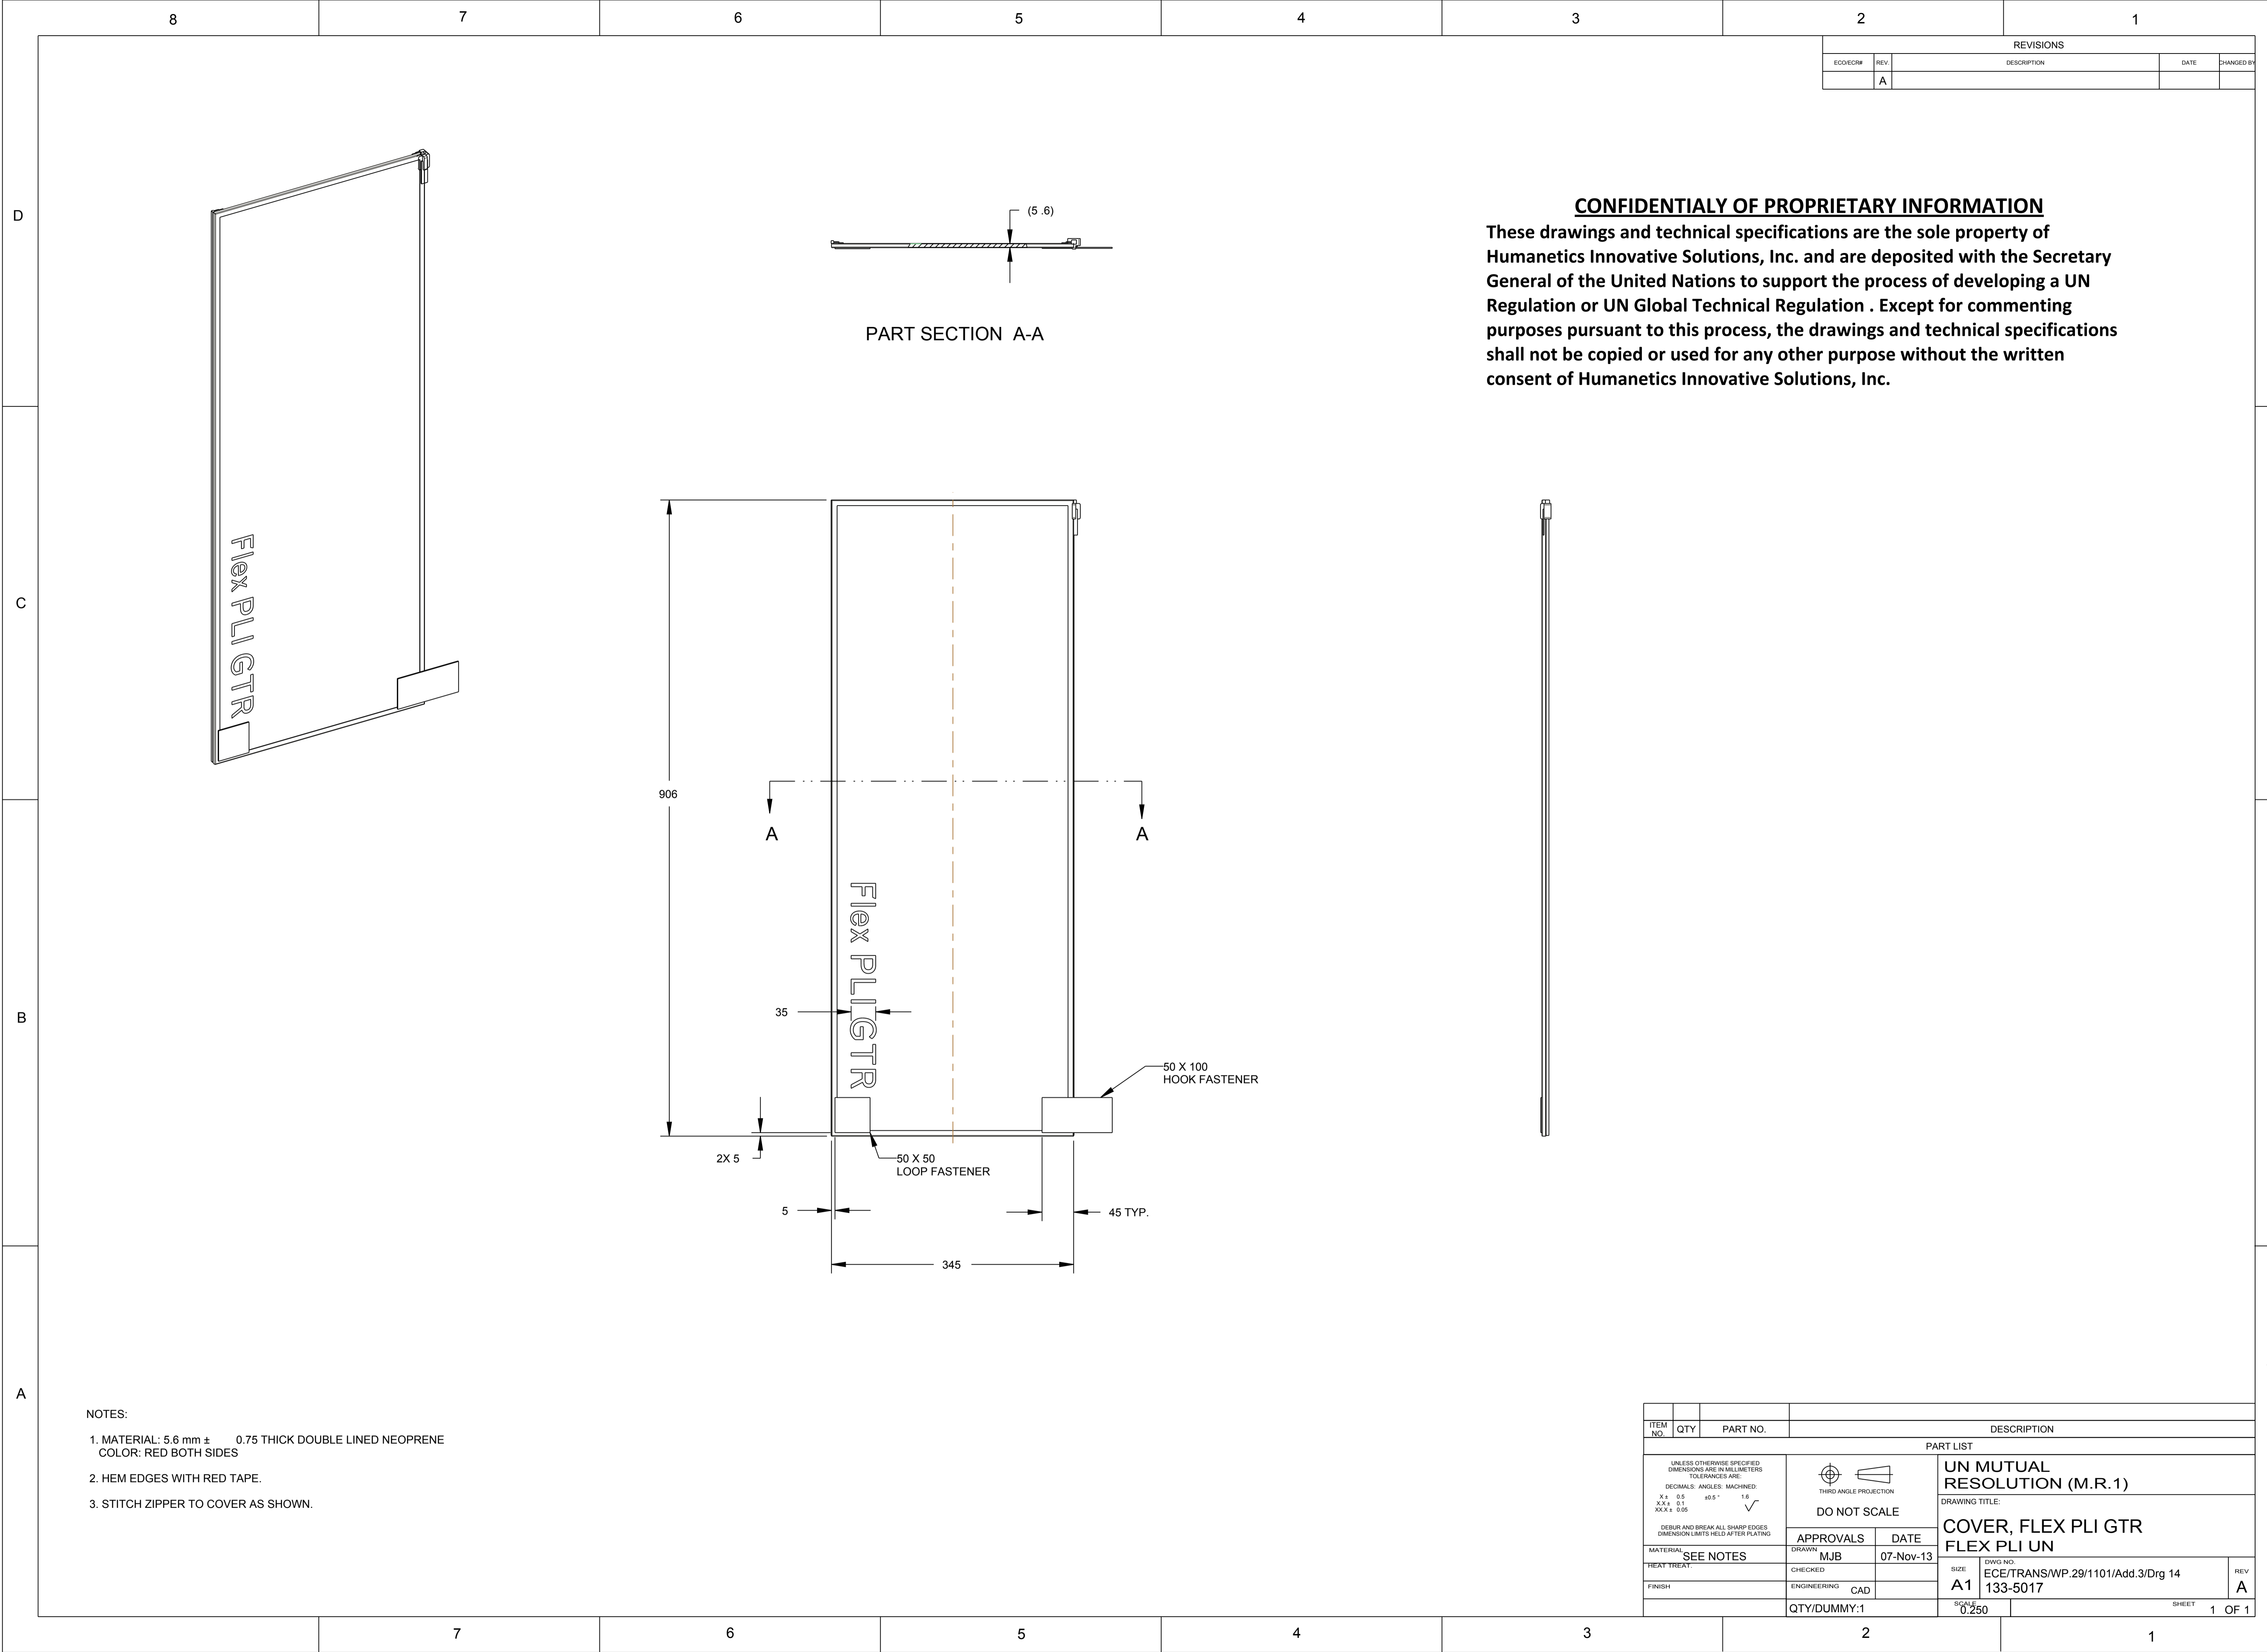 8 7 6 5 4 3 2 1
REVISIONS
ECO/ECR# REV. DESCRIPTION DATE CHANGED BY
A
D
(5 .6)
PART SECTION A-A
CONFIDENTIALY OF PROPRIETARY INFORMATION
These drawings and technical specifications are the sole property of
Humanetics Innovative Solutions, Inc. and are deposited with the Secretary
General of the United Nations to support the process of developing a UN
Regulation or UN Global Technical Regulation . Except for commenting
purposes pursuant to this process, the drawings and technical specifications
shall not be copied or used for any other purpose without the written
consent of Humanetics Innovative Solutions, Inc.
C
Flex PLI GTR
906
A A
Flex PLI GTR
B
35
50 X 100
HOOK FASTENER
2X 5
50 X 50
LOOP FASTENER
5
45 TYP.
345
A
NOTES:
1. MATERIAL: 5.6 mm ± 0.75 THICK DOUBLE LINED NEOPRENE
COLOR: RED BOTH SIDES
2. HEM EDGES WITH RED TAPE.
3. STITCH ZIPPER TO COVER AS SHOWN.
ITEM NO. QTY PART NO. DESCRIPTION
PART LIST
UNLESS OTHERWISE SPECIFIED
DIMENSIONS ARE IN MILLIMETERS
TOLERANCES ARE:
DECIMALS: ANGLES: MACHINED:
X ± 0.5 ±0.5 ° 1.6
X.X ± 0.1
XX.X ± 0.05
DEBUR AND BREAK ALL SHARP EDGES
DIMENSION LIMITS HELD AFTER PLATING
MATERIAL SEE NOTES
HEAT TREAT.
FINISH
THIRD ANGLE PROJECTION
DO NOT SCALE
APPROVALS DATE
DRAWN MJB 07-Nov-13
CHECKED
ENGINEERING CAD
QTY/DUMMY:1
UN MUTUAL
RESOLUTION (M.R.1)
DRAWING TITLE:
COVER, FLEX PLI GTR
FLEX PLI UN
SIZE A1
DWG NO.
ECE/TRANS/WP.29/1101/Add.3/Drg 14
133-5017
REV A
SCALE 0.250
SHEET 1 OF 1
7 6 5 4 3 2 1